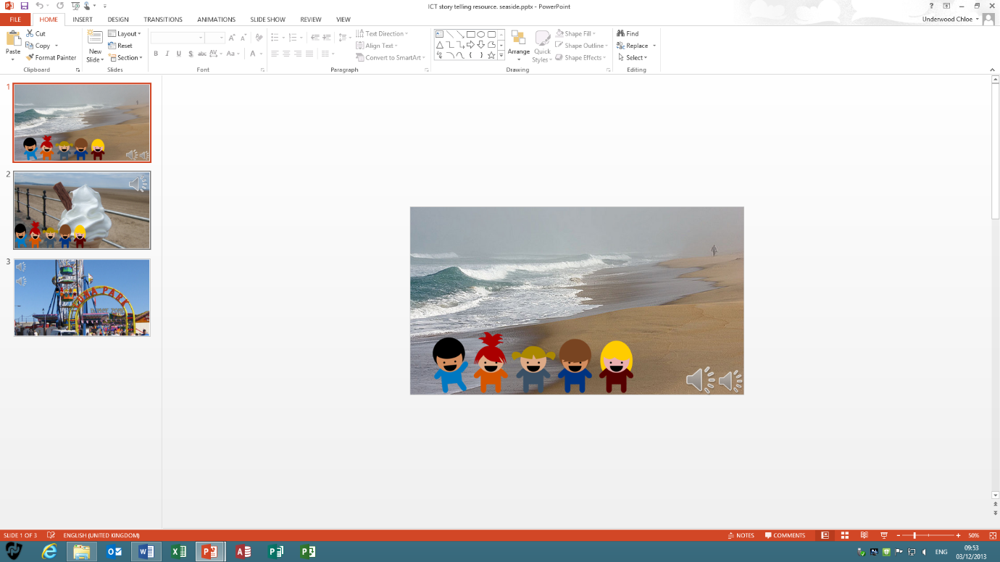 ICT story telling resource. seaside.pptx - PowerPoint
FILE HOME INSERT DESIGN TRANSITIONS ANIMATIONS SLIDE SHOW REVIEW VIEW Underwood Chloe
Paste
Cut
Copy
Format Painter
Clipboard
New Slide
Layout
Reset
Section
Slides
B I U S abc AV Aa A
Font
Text Direction
Align Text
Convert to SmartArt
Paragraph
Arrange
Quick Styles
Shape Fill
Shape Outline
Shape Effects
Drawing
Find
Replace
Select
Editing
1
2
3
SLIDE 1 OF 3 ENGLISH (UNITED KINGDOM) NOTES COMMENTS 50%
ENG 09:53
03/12/2013